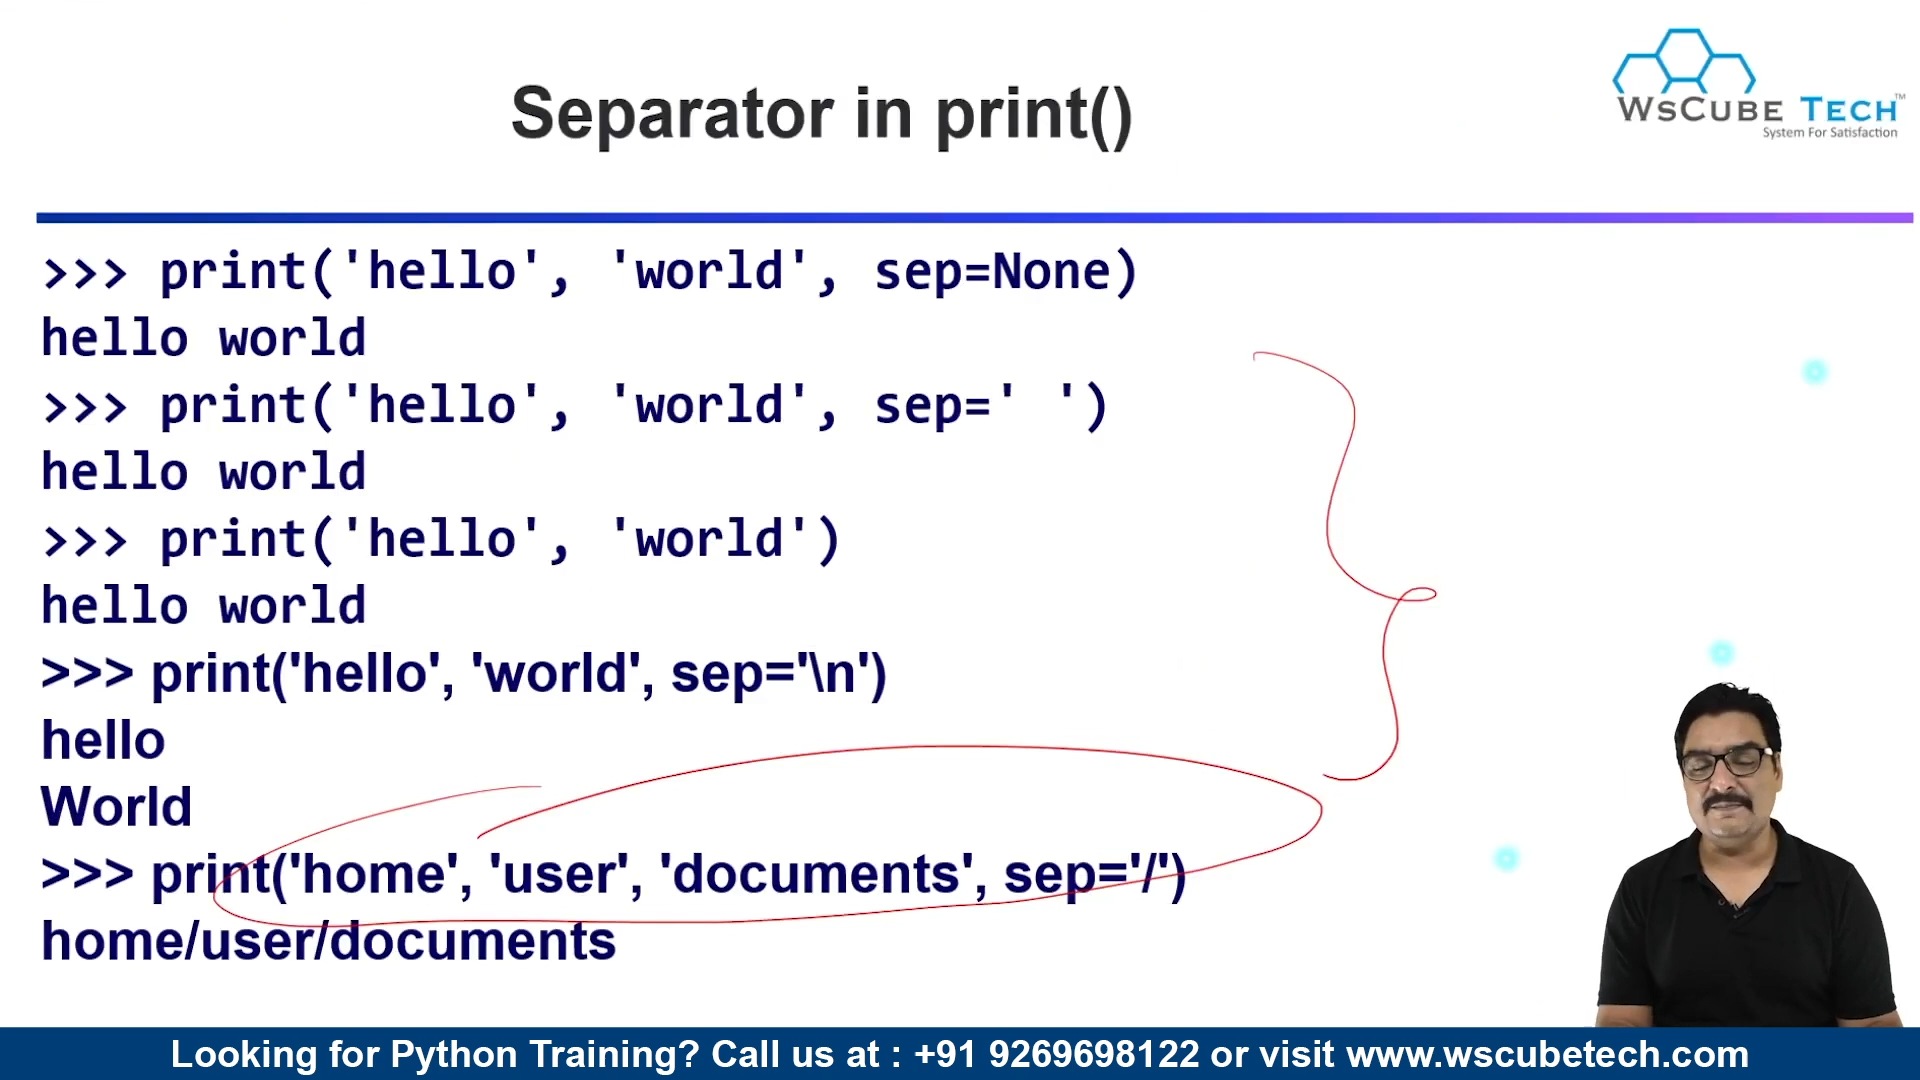 Separator in print()
WSCUBE TECH™
System For Satisfaction
>>> print('hello', 'world', sep=None)
hello world
>>> print('hello', 'world', sep=' ')
hello world
>>> print('hello', 'world')
hello world
>>> print('hello', 'world', sep='\n')
hello
World
>>> print('home', 'user', 'documents', sep='/')
home/user/documents
Looking for Python Training? Call us at : +91 9269698122 or visit www.wscubetech.com